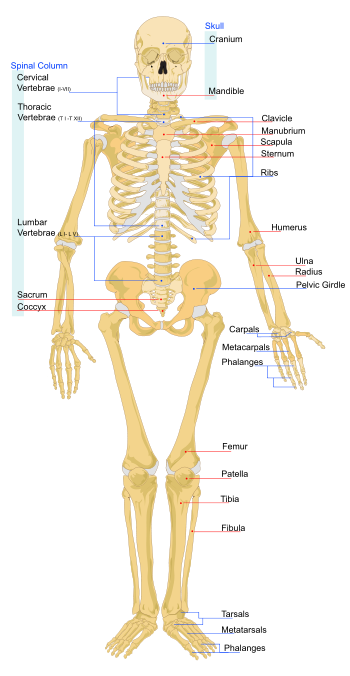 Skull
Cranium
Mandible
Spinal Column
Cervical
Vertebrae (I-VII)
Thoracic
Vertebrae (T I -T XII)
Lumbar
Vertebrae (L I- L V)
Sacrum
Coccyx
Clavicle
Manubrium
Scapula
Sternum
Ribs
Humerus
Ulna
Radius
Pelvic Girdle
Carpals
Metacarpals
Phalanges
Femur
Patella
Tibia
Fibula
Tarsals
Metatarsals
Phalanges